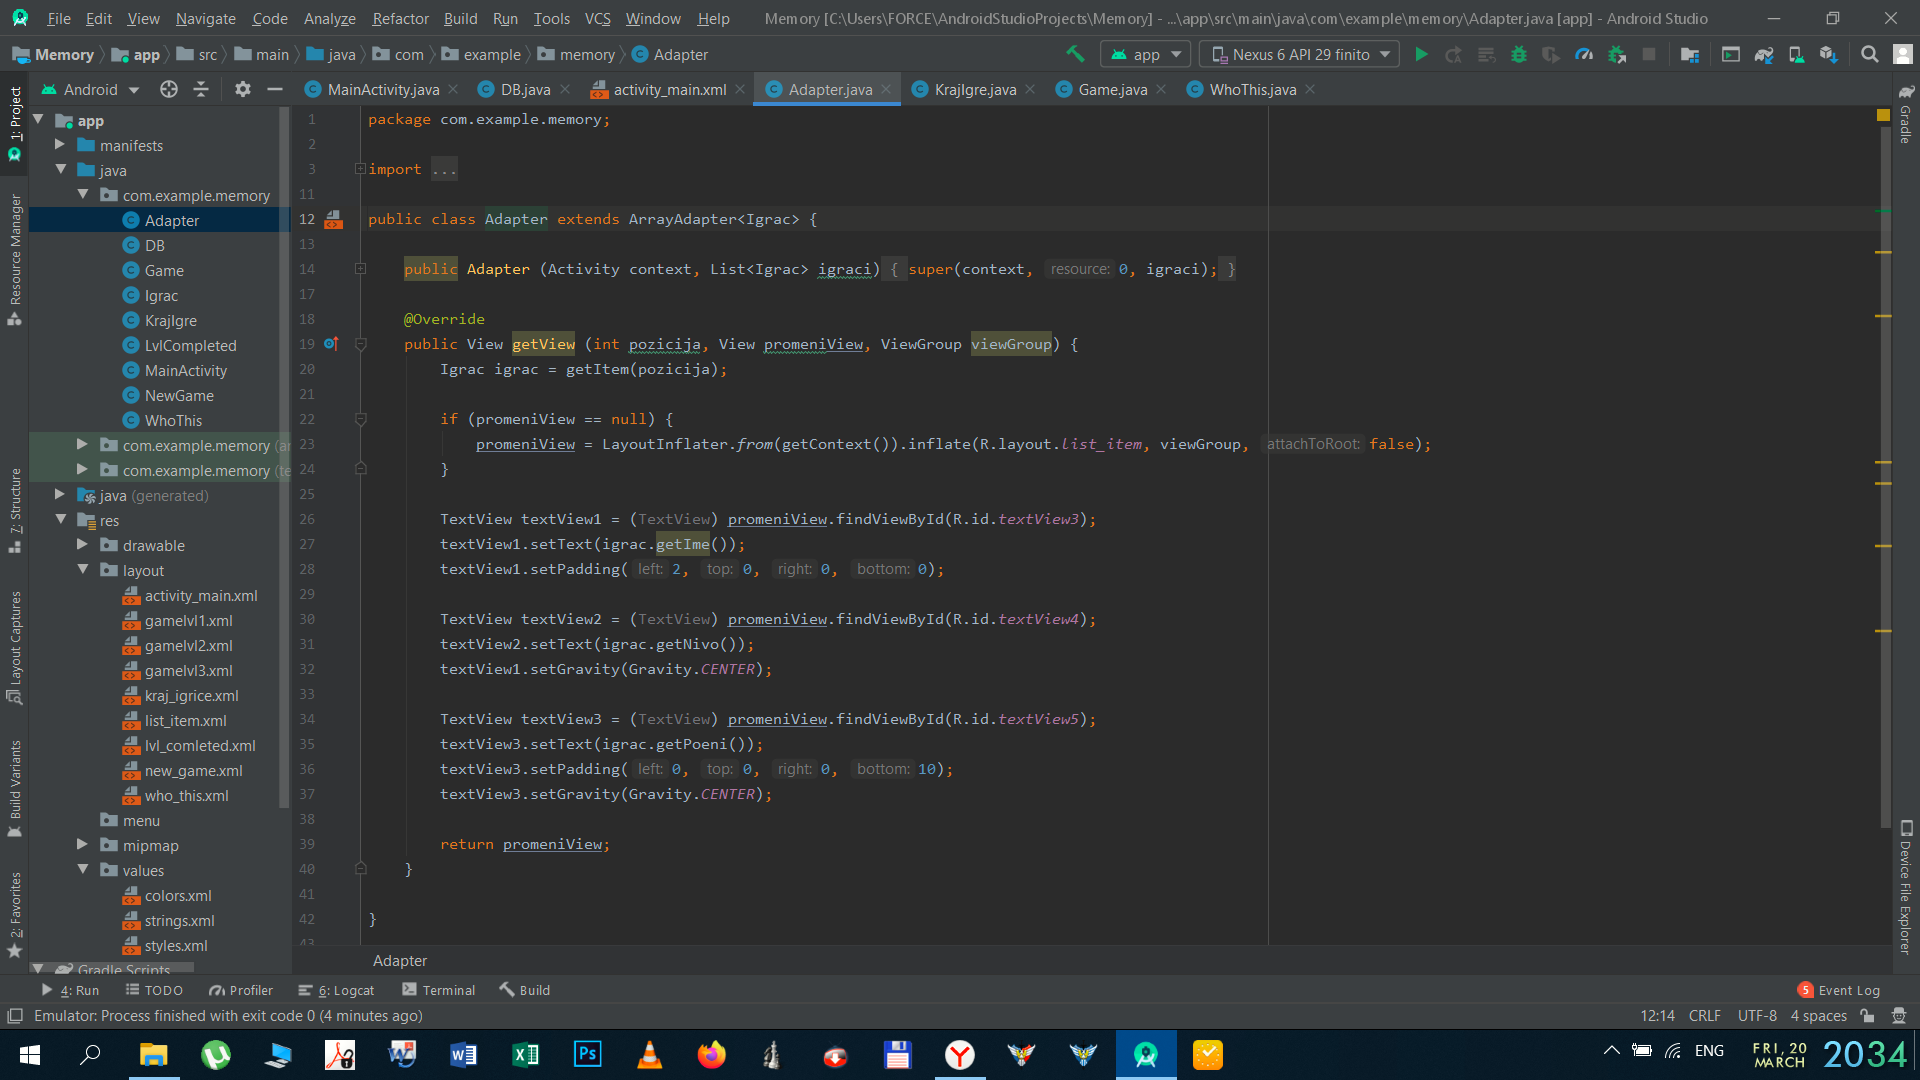 File Edit View Navigate Code Analyze Refactor Build Run Tools VCS Window Help Memory [C:\Users\FORCE\AndroidStudioProjects\Memory] - ...\app\src\main\java\com\example\memory\Adapter.java [app] - Android Studio
Memory app src main java com example memory Adapter app Nexus 6 API 29 finito
Android MainActivity.java DB.java activity_main.xml Adapter.java KrajIgre.java Game.java WhoThis.java
1: Project
Resource Manager
7: Structure
Layout Captures
Build Variants
2: Favorites
app
manifests
java
com.example.memory
Adapter
DB
Game
Igrac
KrajIgre
LvlCompleted
MainActivity
NewGame
WhoThis
com.example.memory (a
com.example.memory (te
java (generated)
res
drawable
layout
activity_main.xml
gamelvl1.xml
gamelvl2.xml
gamelvl3.xml
kraj_igrice.xml
list_item.xml
lvl_comleted.xml
new_game.xml
who_this.xml
menu
mipmap
values
colors.xml
strings.xml
styles.xml
Gradle Scripts
1 package com.example.memory;
2
3 import ...
11
12 public class Adapter extends ArrayAdapter<Igrac> {
13
14 public Adapter (Activity context, List<Igrac> igraci) { super(context, resource: 0, igraci); }
17
18 @Override
19 public View getView (int pozicija, View promeniView, ViewGroup viewGroup) {
20 Igrac igrac = getItem(pozicija);
21
22 if (promeniView == null) {
23 promeniView = LayoutInflater.from(getContext()).inflate(R.layout.list_item, viewGroup, attachToRoot: false);
24 }
25
26 TextView textView1 = (TextView) promeniView.findViewById(R.id.textView3);
27 textView1.setText(igrac.getIme());
28 textView1.setPadding( left: 2, top: 0, right: 0, bottom: 0);
29
30 TextView textView2 = (TextView) promeniView.findViewById(R.id.textView4);
31 textView2.setText(igrac.getNivo());
32 textView1.setGravity(Gravity.CENTER);
33
34 TextView textView3 = (TextView) promeniView.findViewById(R.id.textView5);
35 textView3.setText(igrac.getPoeni());
36 textView3.setPadding( left: 0, top: 0, right: 0, bottom: 10);
37 textView3.setGravity(Gravity.CENTER);
38
39 return promeniView;
40 }
41
42 }
43
Adapter
Gradle
Device File Explorer
4: Run TODO Profiler 6: Logcat Terminal Build 5 Event Log
Emulator: Process finished with exit code 0 (4 minutes ago) 12:14 CRLF UTF-8 4 spaces
ENG FRI, 20 MARCH 2034